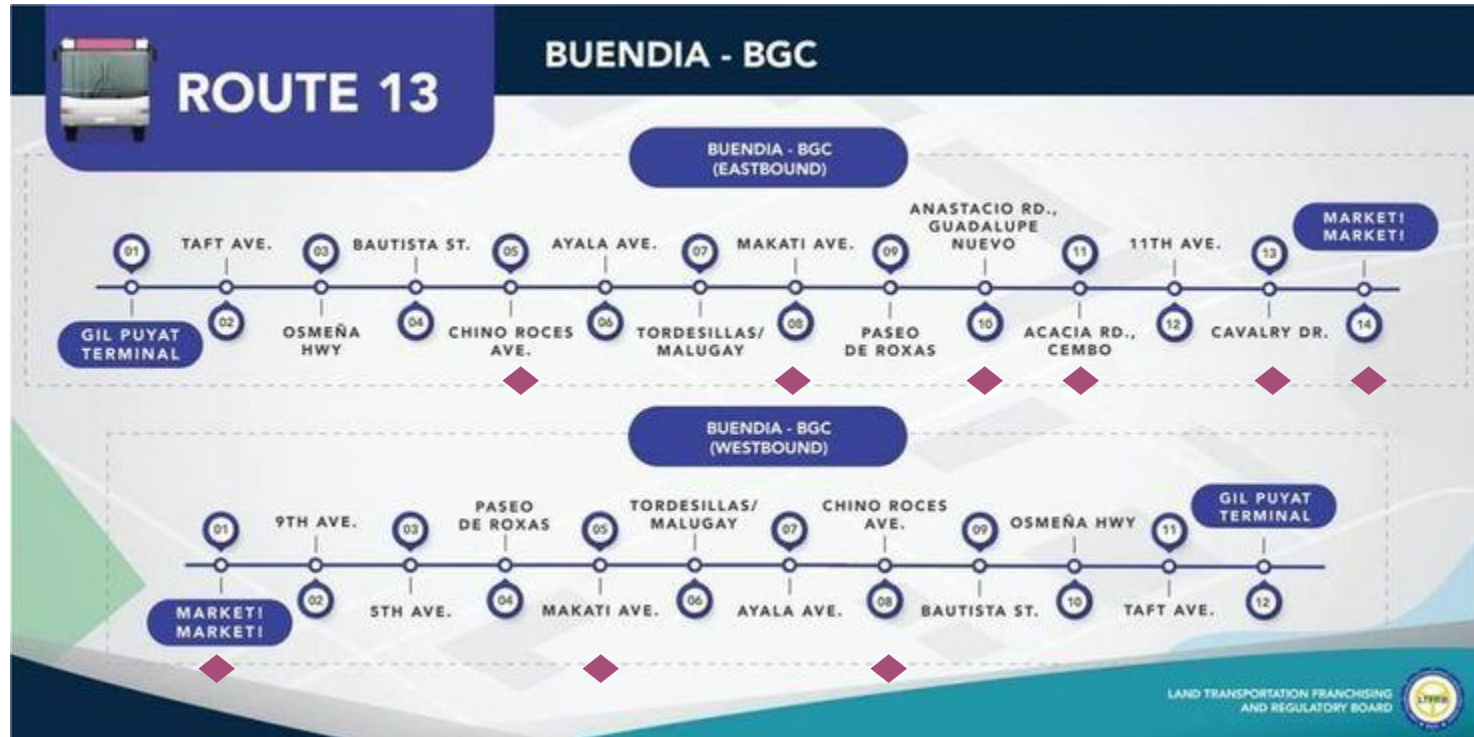 ROUTE 13
BUENDIA - BGC
BUENDIA - BGC
(EASTBOUND)
01
GIL PUYAT
TERMINAL
TAFT AVE.
02
03
OSMEÑA
HWY
BAUTISTA ST.
04
05
CHINO ROCES
AVE.
AYALA AVE.
06
07
TORDESILLAS/
MALUGAY
MAKATI AVE.
08
09
PASEO
DE ROXAS
ANASTACIO RD.,
GUADALUPE
NUEVO
10
11
ACACIA RD.,
CEMBO
11TH AVE.
12
13
CAVALRY DR.
MARKET!
MARKET!
14
BUENDIA - BGC
(WESTBOUND)
01
MARKET!
MARKET!
9TH AVE.
02
03
5TH AVE.
PASEO
DE ROXAS
04
05
MAKATI AVE.
TORDESILLAS/
MALUGAY
06
07
AYALA AVE.
CHINO ROCES
AVE.
08
09
BAUTISTA ST.
OSMEÑA HWY
10
11
TAFT AVE.
GIL PUYAT
TERMINAL
12
LAND TRANSPORTATION FRANCHISING
AND REGULATORY BOARD